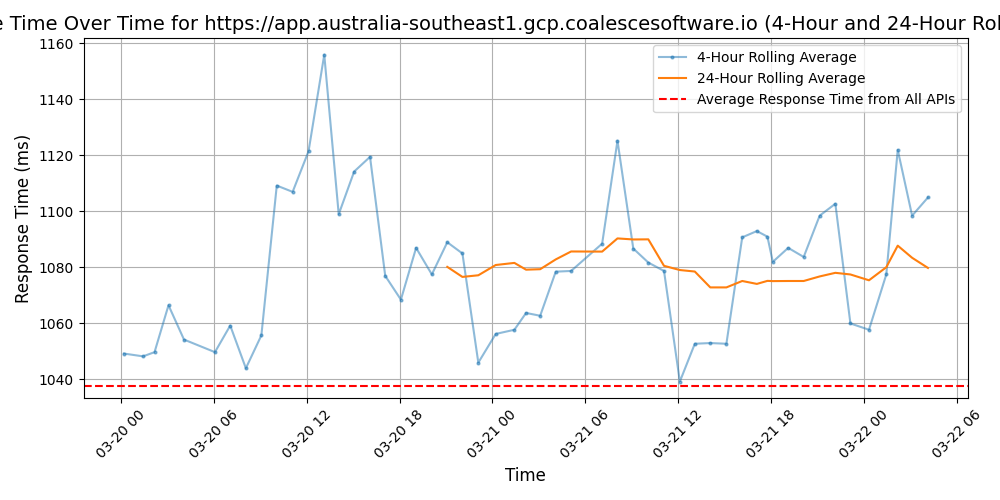 Time Over Time for https://app.australia-southeast1.gcp.coalescesoftware.io (4-Hour and 24-Hour
4-Hour Rolling Average
24-Hour Rolling Average
Average Response Time from All APIs
Response Time (ms)
1160
1140
1120
1100
1080
1060
1040
03-20 00
03-20 06
03-20 12
03-20 18
03-21 00
03-21 06
03-21 12
03-21 18
03-22 00
03-22 06
Time